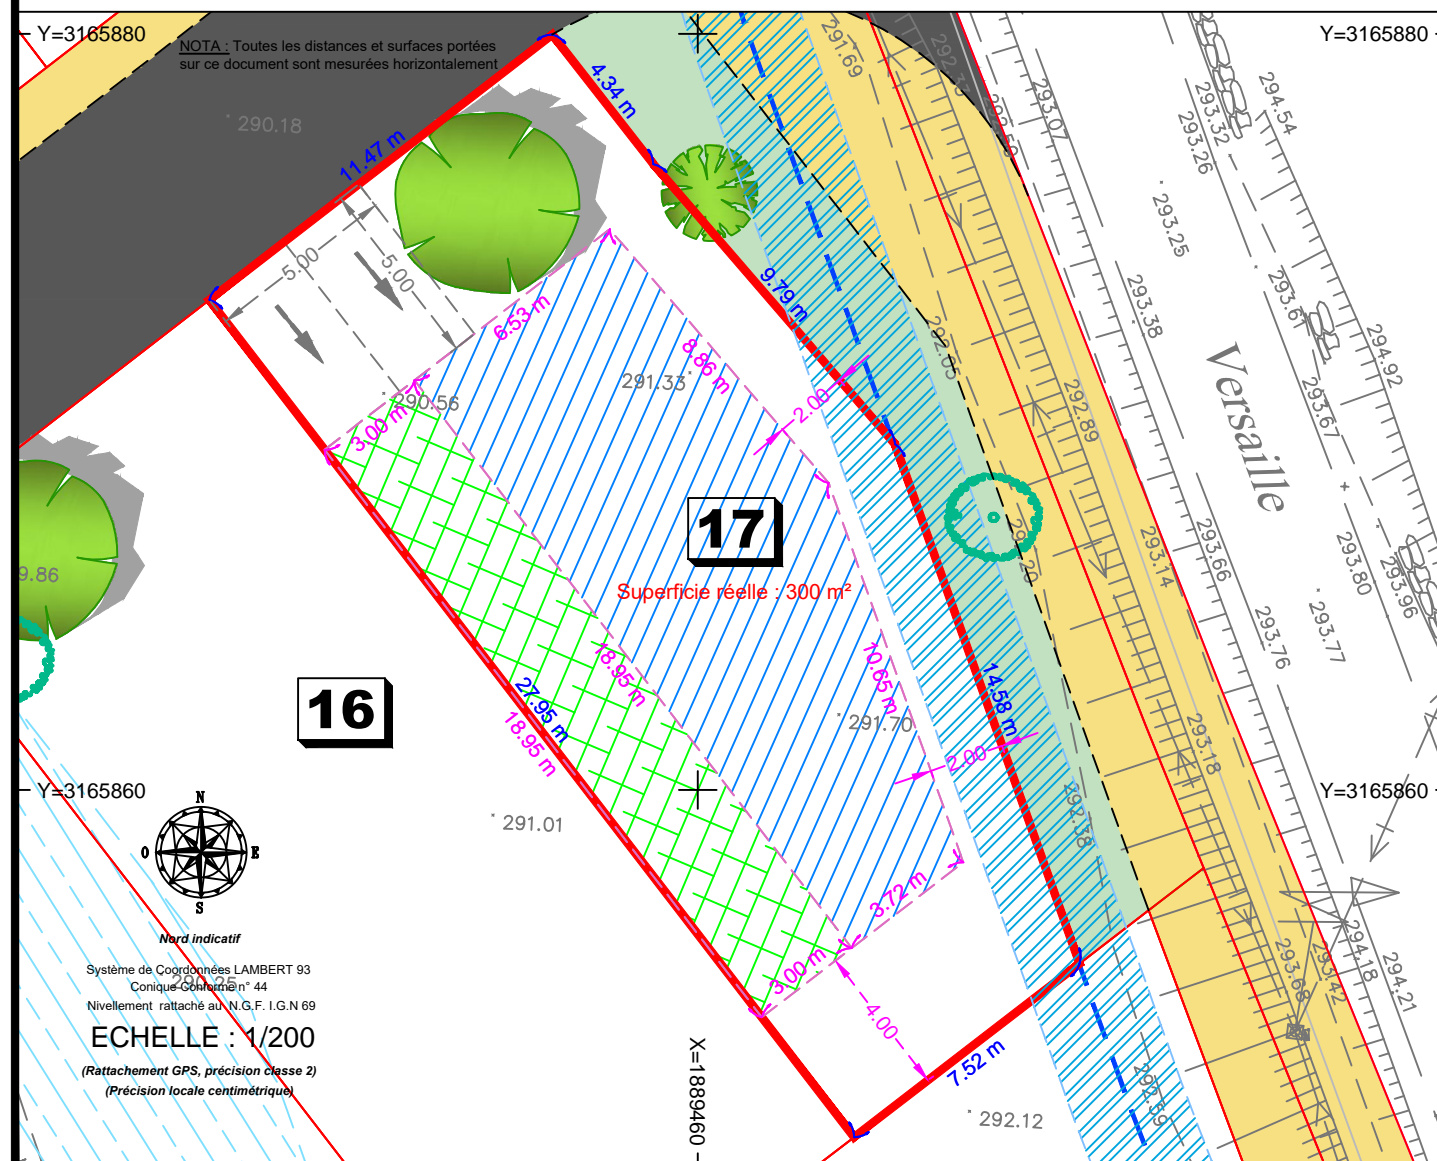 Y=3165880
NOTA : Toutes les distances et surfaces portées
sur ce document sont mesurées horizontalement
Y=3165880
290.18
4.34 m
11.47 m
291.69
293.07
293.32
293.26
294.54
293.25
5.00
5.00
6.53 m
9.79 m
293.38
293.61
294.92
8.86 m
291.33
2.00
290.56
3.00 m
292.05
292.89
293.67
Versaille
17
Superficie réelle : 300 m²
293.14
293.66
293.80
293.96
9.86
18.95 m
10.65 m
293.76
293.77
16
27.95 m
18.95 m
14.58 m
291.70
2.00
293.18
Y=3165860
Y=3165860
292.38
291.01
N
O
E
S
3.72 m
Nord indicatif
3.00 m
4.00
293.68
293.42
294.18
294.21
Système de Coordonnées LAMBERT 93
Conique Conforme n° 44
290.25
Nivellement rattaché au N.G.F. I.G.N 69
ECHELLE : 1/200
(Rattachement GPS, précision classe 2)
(Précision locale centimétrique)
X=1889460
7.52 m
292.12
292.59